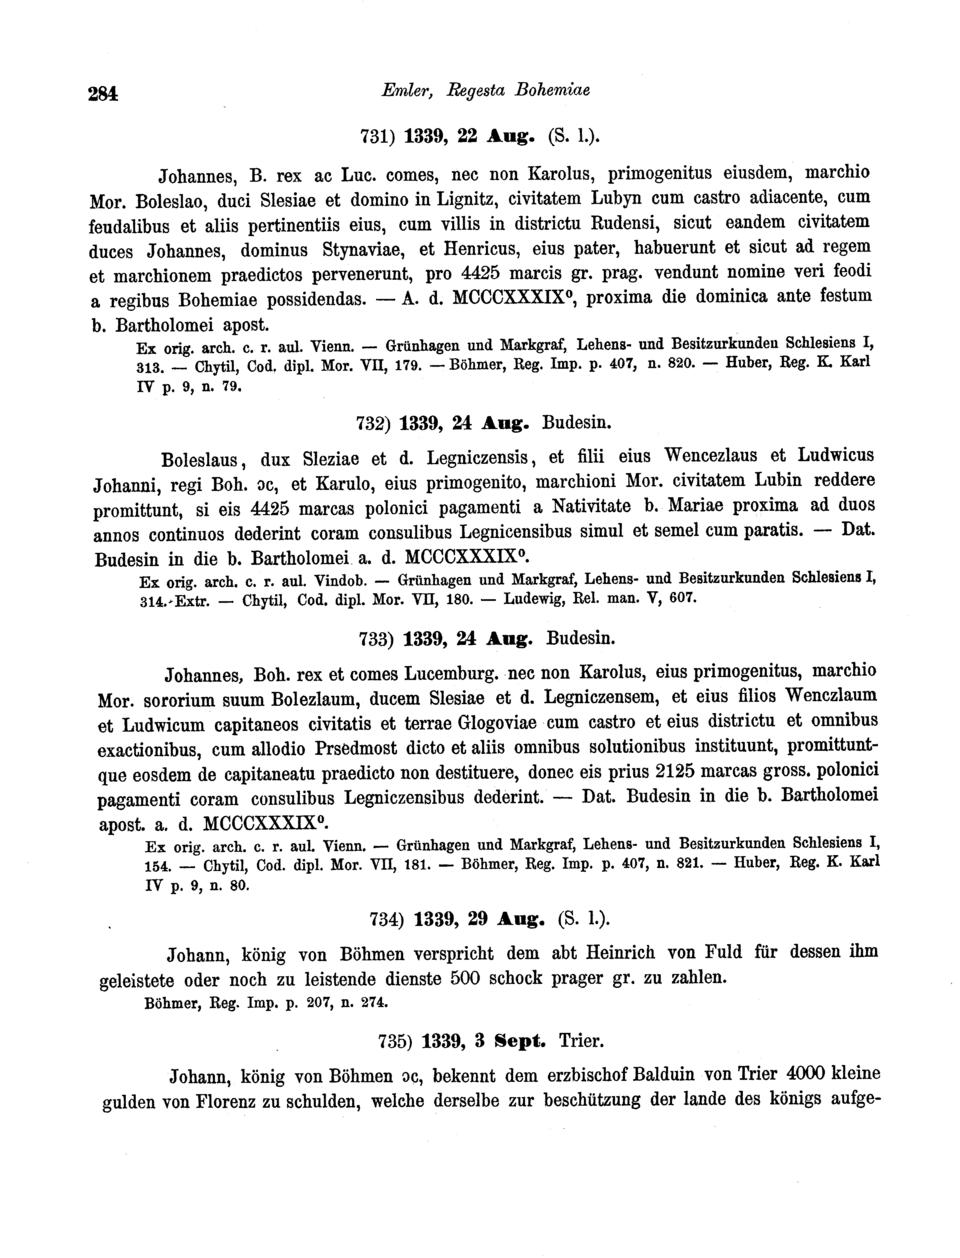 284
Emler, Regesta Bohemiae
731) 1339, 22 Aug. (S. l.).
Johannes, B. rex ac Luc. comes, nec non Karolus, primogenitus eiusdem, marchio
Mor. Boleslao, duci Slesiae et domino in Lignitz, civitatem Lubyn cum castro adiacente, cum
feudalibus et aliis pertinentiis eius, cum villis in districtu Rudensi, sicut eandem civitatem
duces Johannes, dominus Stynaviae, et Henricus, eius pater, habuerunt et sicut ad regem
et marchionem praedictos pervenerunt, pro 4425 marcis gr. prag. vendunt nomine veri feodi
a regibus Bohemiae possidendas. — A. d. MCCCXXXIX⁰, proxima die dominica ante festum
b. Bartholomei apost.
Ex orig. arch. c. r. aul. Vienn. — Grünhagen und Markgraf, Lehens- und Besitzurkunden Schlesiens I,
313. — Chytil, Cod. dipl. Mor. VII, 179. — Böhmer, Reg. Imp. p. 407, n. 820. — Huber, Reg. K. Karl
IV p. 9, n. 79.
732) 1339, 24 Aug. Budesin.
Boleslaus, dux Sleziae et d. Legniczensis, et filii eius Wencezlaus et Ludwicus
Johanni, regi Boh. ɔc, et Karulo, eius primogenito, marchioni Mor. civitatem Lubin reddere
promittunt, si eis 4425 marcas polonici pagamenti a Nativitate b. Mariae proxima ad duos
annos continuos dederint coram consulibus Legnicensibus simul et semel cum paratis. — Dat.
Budesin in die b. Bartholomei a. d. MCCCXXXIX⁰.
Ex orig. arch. c. r. aul. Vindob. — Grünhagen und Markgraf, Lehens- und Besitzurkunden Schlesiens I,
314. Extr. — Chytil, Cod. dipl. Mor. VII, 180. — Ludewig, Rel. man. V, 607.
733) 1339, 24 Aug. Budesin.
Johannes, Boh. rex et comes Lucemburg. nec non Karolus, eius primogenitus, marchio
Mor. sororium suum Bolezlaum, ducem Slesiae et d. Legniczensem, et eius filios Wenczlaum
et Ludwicum capitaneos civitatis et terrae Glogoviae cum castro et eius districtu et omnibus
exactionibus, cum allodio Prsedmost dicto et aliis omnibus solutionibus instituunt, promittunt-
que eosdem de capitaneatu praedicto non destituere, donec eis prius 2125 marcas gross. polonici
pagamenti coram consulibus Legniczensibus dederint. — Dat. Budesin in die b. Bartholomei
apost. a. d. MCCCXXXIX⁰.
Ex orig. arch. c. r. aul. Vienn. — Grünhagen und Markgraf, Lehens- und Besitzurkunden Schlesiens I,
154. — Chytil, Cod. dipl. Mor. VII, 181. — Böhmer, Reg. Imp. p. 407, n. 821. — Huber, Reg. K. Karl
IV p. 9, n. 80.
734) 1339, 29 Aug. (S. l.).
Johann, könig von Böhmen verspricht dem abt Heinrich von Fuld für dessen ihm
geleistete oder noch zu leistende dienste 500 schock prager gr. zu zahlen.
Böhmer, Reg. Imp. p. 207, n. 274.
735) 1339, 3 Sept. Trier.
Johann, könig von Böhmen ɔc, bekennt dem erzbischof Balduin von Trier 4000 kleine
gulden von Florenz zu schulden, welche derselbe zur beschützung der lande des königs aufge-